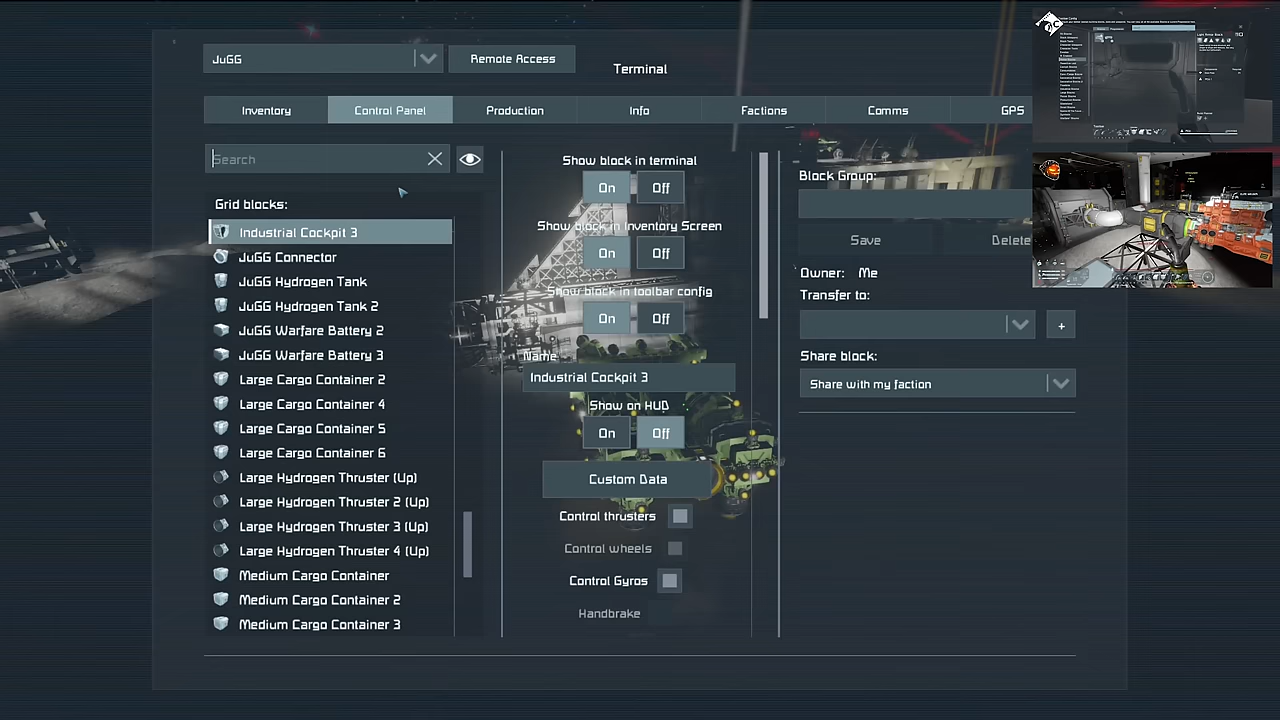 JuGG
Remote Access
Terminal
Inventory
Control Panel
Production
Info
Factions
Comms
GPS
Search
Grid blocks:
Industrial Cockpit 3
JuGG Connector
JuGG Hydrogen Tank
JuGG Hydrogen Tank 2
JuGG Warfare Battery 2
JuGG Warfare Battery 3
Large Cargo Container 2
Large Cargo Container 4
Large Cargo Container 5
Large Cargo Container 6
Large Hydrogen Thruster (Up)
Large Hydrogen Thruster 2 (Up)
Large Hydrogen Thruster 3 (Up)
Large Hydrogen Thruster 4 (Up)
Medium Cargo Container
Medium Cargo Container 2
Medium Cargo Container 3
Show block in terminal
On Off
Show block in Inventory Screen
On Off
Show block in toolbar config
On Off
Name
Industrial Cockpit 3
Show on HUD
On Off
Custom Data
Control thrusters
Control wheels
Control Gyros
Handbrake
Block Group:
Save
Delete
Owner: Me
Transfer to:
+
Share block:
Share with my faction